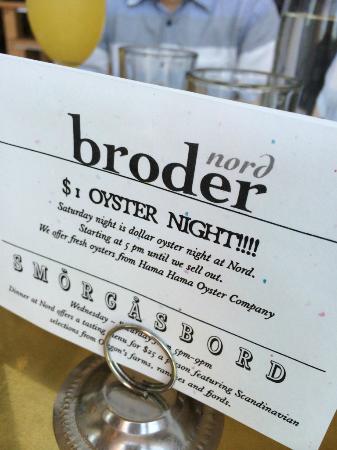 broder nord
$1 OYSTER NIGHT!!!!
Saturday night is dollar oyster night at Nord.
Starting at 5 pm until we sell out.
We offer fresh oysters from Hama Hama Oyster Company
SMÖRGÅSBORD
Wednesday - 5pm-9pm
Dinner at Nord offers a tasting menu for $25 a person featuring Scandinavian
selections from Oregon's farms, and fjords.